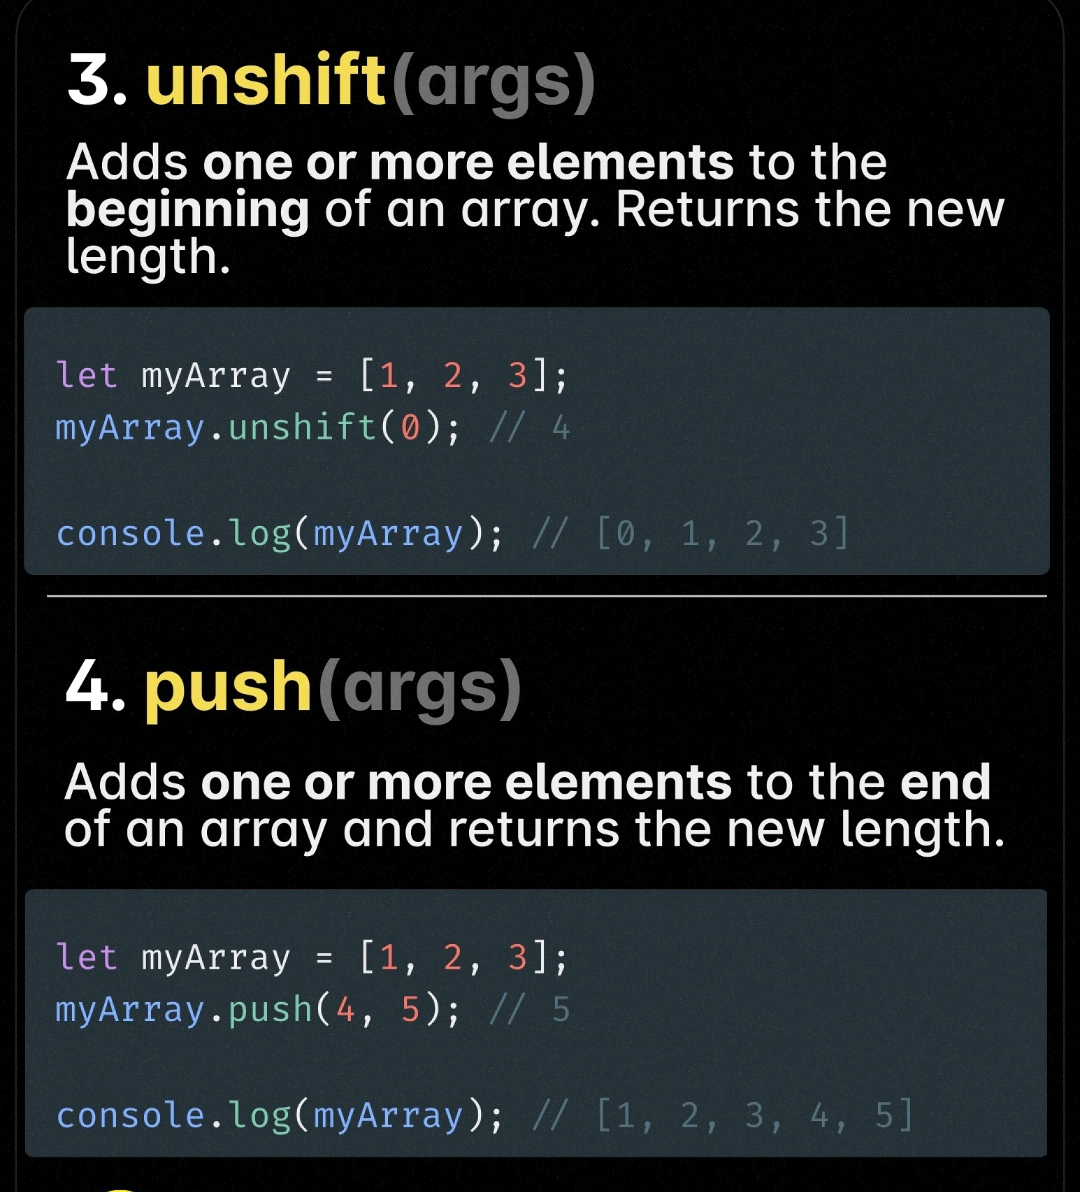 3. unshift(args)
Adds one or more elements to the
beginning of an array. Returns the new
length.
let myArray = [1, 2, 3];
myArray.unshift(0); // 4
console.log(myArray); // [0, 1, 2, 3]
4. push(args)
Adds one or more elements to the end
of an array and returns the new length.
let myArray = [1, 2, 3];
myArray.push(4, 5); // 5
console.log(myArray); // [1, 2, 3, 4, 5]